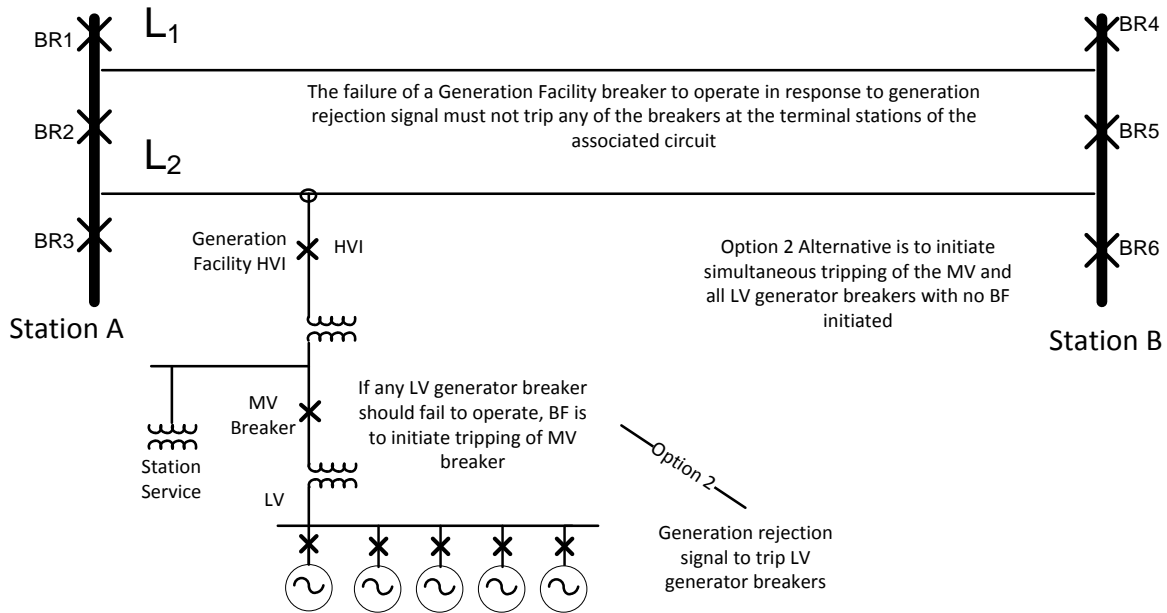 BR1
L1
BR4
The failure of a Generation Facility breaker to operate in response to generation
rejection signal must not trip any of the breakers at the terminal stations of the
associated circuit
BR2
BR5
L2
BR3
Generation
Facility HVI
HVI
Option 2 Alternative is to initiate
simultaneous tripping of the MV and
all LV generator breakers with no BF
initiated
BR6
Station A
Station B
If any LV generator breaker
should fail to operate, BF is
to initiate tripping of MV
breaker
MV
Breaker
Option 2
Station
Service
LV
Generation rejection
signal to trip LV
generator breakers